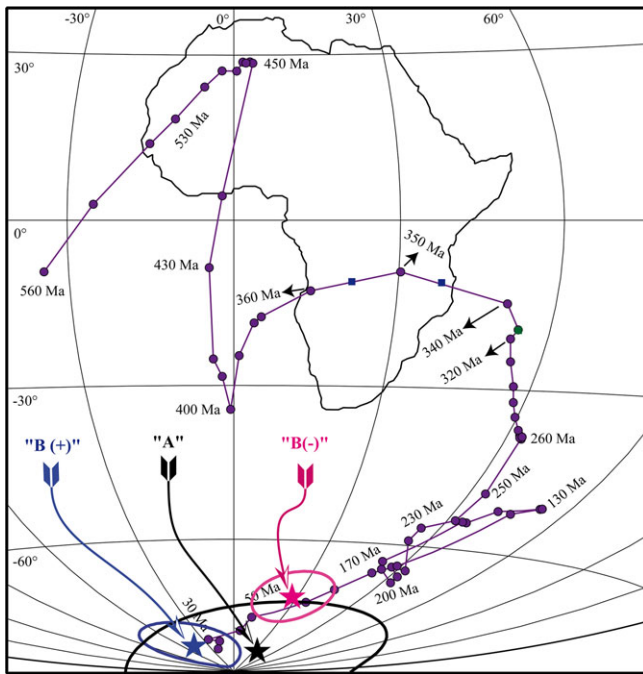 -30°
0°
30°
60°
30°
450 Ma
530 Ma
0°
430 Ma
350 Ma
560 Ma
360 Ma
340 Ma
320 Ma
-30°
400 Ma
"B (+)"
"A"
"B(-)"
260 Ma
250 Ma
130 Ma
230 Ma
-60°
170 Ma
200 Ma
50 Ma
30 Ma